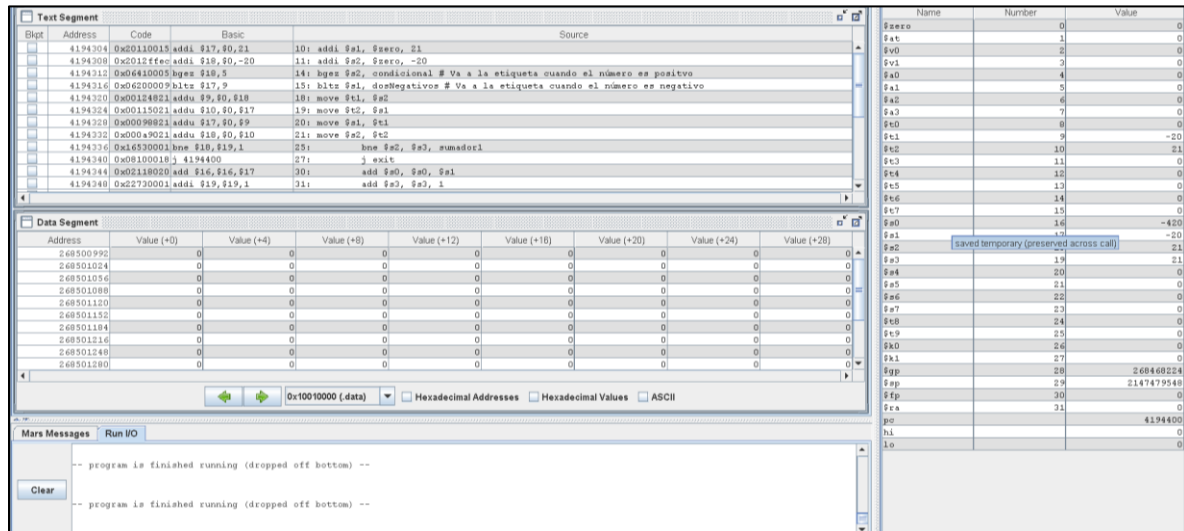 Text Segment
Bkpt Address Code Basic Source
4194304 0x20110015 addi $17,$0,21 10: addi $s1, $zero, 21
4194308 0x2012ffec addi $18,$0,-20 11: addi $s2, $zero, -20
4194312 0x06410005 bgez $18,5 14: bgez $s2, condicional # Va a la etiqueta cuando el número es positvo
4194316 0x06200009 bltz $17,9 15: bltz $s1, dosNegativos # Va a la etiqueta cuando el número es negativo
4194320 0x00124821 addu $9,$0,$18 18: move $t1, $s2
4194324 0x00115021 addu $10,$0,$17 19: move $t2, $s1
4194328 0x00098821 addu $17,$0,$9 20: move $s1, $t1
4194332 0x000a9021 addu $18,$0,$10 21: move $s2, $t2
4194336 0x16530001 bne $18,$19,1 25: bne $s2, $s3, sumador1
4194340 0x08100018 j 4194400 27: j exit
4194344 0x02118020 add $16,$16,$17 30: add $s0, $s0, $s1
4194348 0x22730001 addi $19,$19,1 31: add $s3, $s3, 1
Data Segment
Address Value (+0) Value (+4) Value (+8) Value (+12) Value (+16) Value (+20) Value (+24) Value (+28)
268500992 0 0 0 0 0 0 0 0
268501024 0 0 0 0 0 0 0 0
268501056 0 0 0 0 0 0 0 0
268501088 0 0 0 0 0 0 0 0
268501120 0 0 0 0 0 0 0 0
268501152 0 0 0 0 0 0 0 0
268501184 0 0 0 0 0 0 0 0
268501216 0 0 0 0 0 0 0 0
268501248 0 0 0 0 0 0 0 0
268501280 0 0 0 0 0 0 0 0
0x10010000 (.data) Hexadecimal Addresses Hexadecimal Values ASCII
Mars Messages Run I/O
-- program is finished running (dropped off bottom) --
Clear
-- program is finished running (dropped off bottom) --
Name Number Value
$zero 0 0
$at 1 0
$v0 2 0
$v1 3 0
$a0 4 0
$a1 5 0
$a2 6 0
$a3 7 0
$t0 8 0
$t1 9 -20
$t2 10 21
$t3 11 0
$t4 12 0
$t5 13 0
$t6 14 0
$t7 15 0
$s0 16 -420
$s1 17 -20
saved temporary (preserved across call)
$s2 21
$s3 19 21
$s4 20 0
$s5 21 0
$s6 22 0
$s7 23 0
$t8 24 0
$t9 25 0
$k0 26 0
$k1 27 0
$gp 28 268468224
$sp 29 2147479548
$fp 30 0
$ra 31 0
pc 4194400
hi 0
lo 0